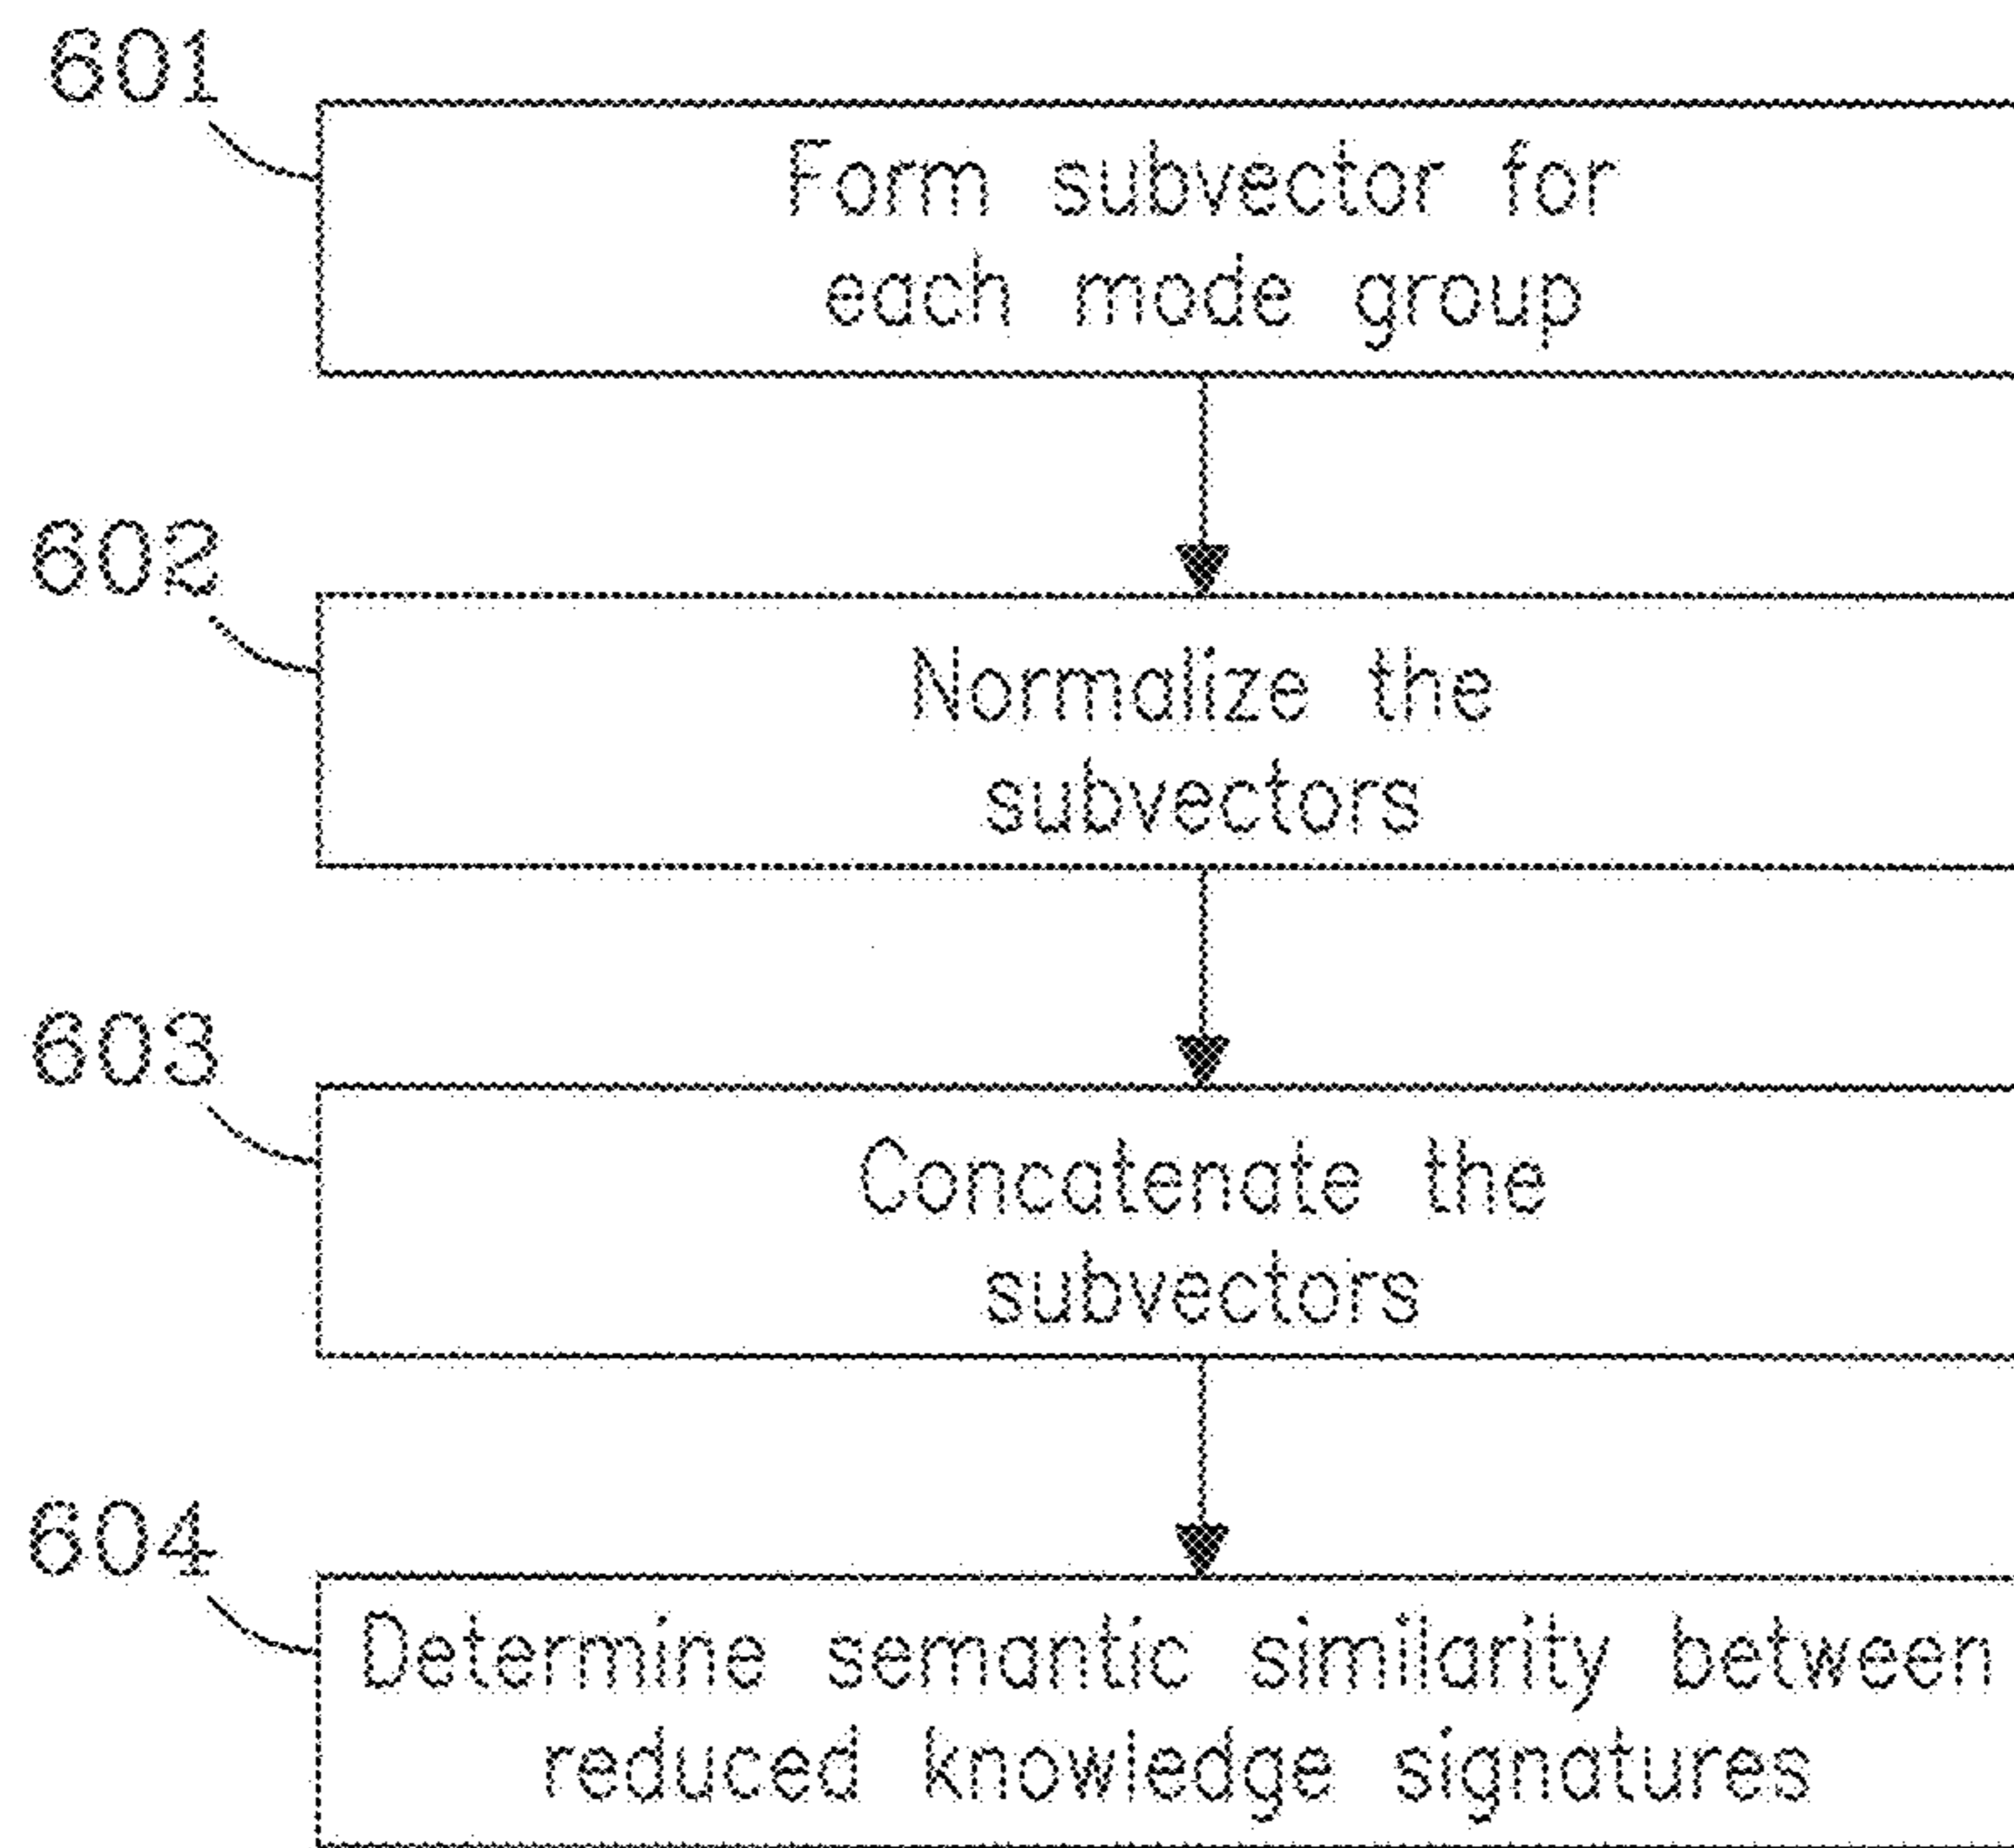 601
Form subvector for
each mode group
602
Normalize the
subvectors
603
Concatenate the
subvectors
604
Determine semantic similarity between
reduced knowledge signatures